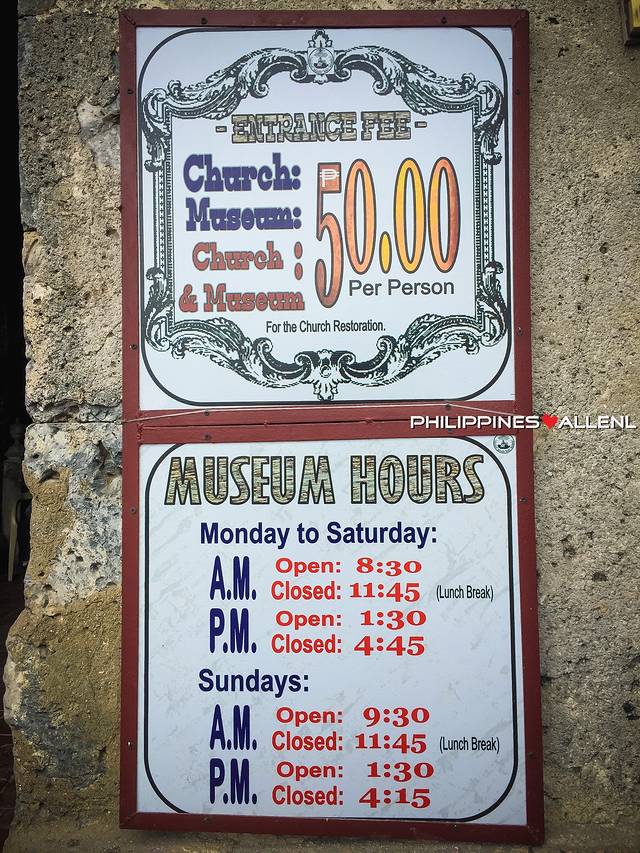 - ENTRANCE FEE -
Church:
Museum:
Church :
& Museum
₱50.00
Per Person
For the Church Restoration.
PHILIPPINES❤ALLENL
MUSEUM HOURS
Monday to Saturday:
A.M. Open: 8:30
Closed: 11:45 (Lunch Break)
P.M. Open: 1:30
Closed: 4:45
Sundays:
A.M. Open: 9:30
Closed: 11:45 (Lunch Break)
P.M. Open: 1:30
Closed: 4:15